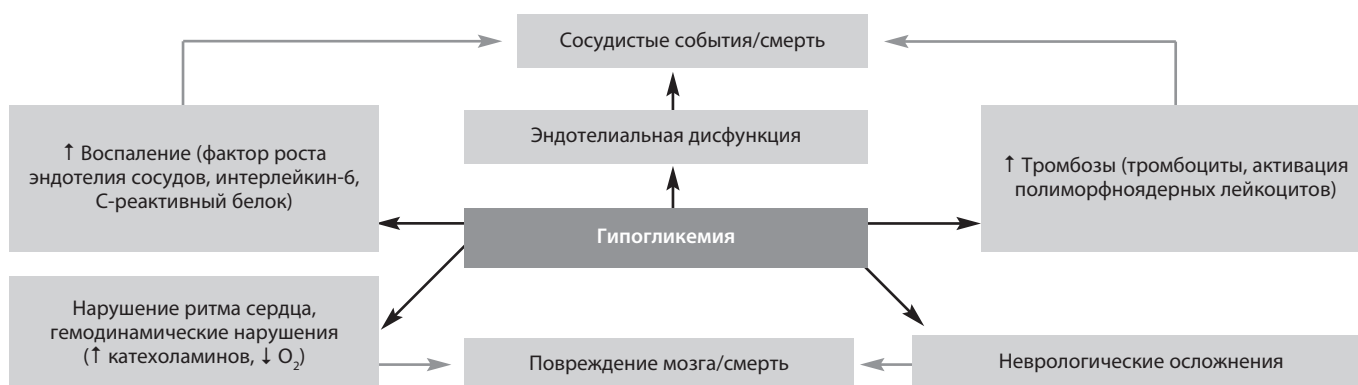 Сосудистые события/смерть
Эндотелиальная дисфункция
↑ Воспаление (фактор роста
эндотелия сосудов, интерлейкин-6,
С-реактивный белок)
↑ Тромбозы (тромбоциты, активация
полиморфноядерных лейкоцитов)
Гипогликемия
Нарушение ритма сердца,
гемодинамические нарушения
(↑ катехоламинов, ↓ O₂)
Повреждение мозга/смерть
Неврологические осложнения